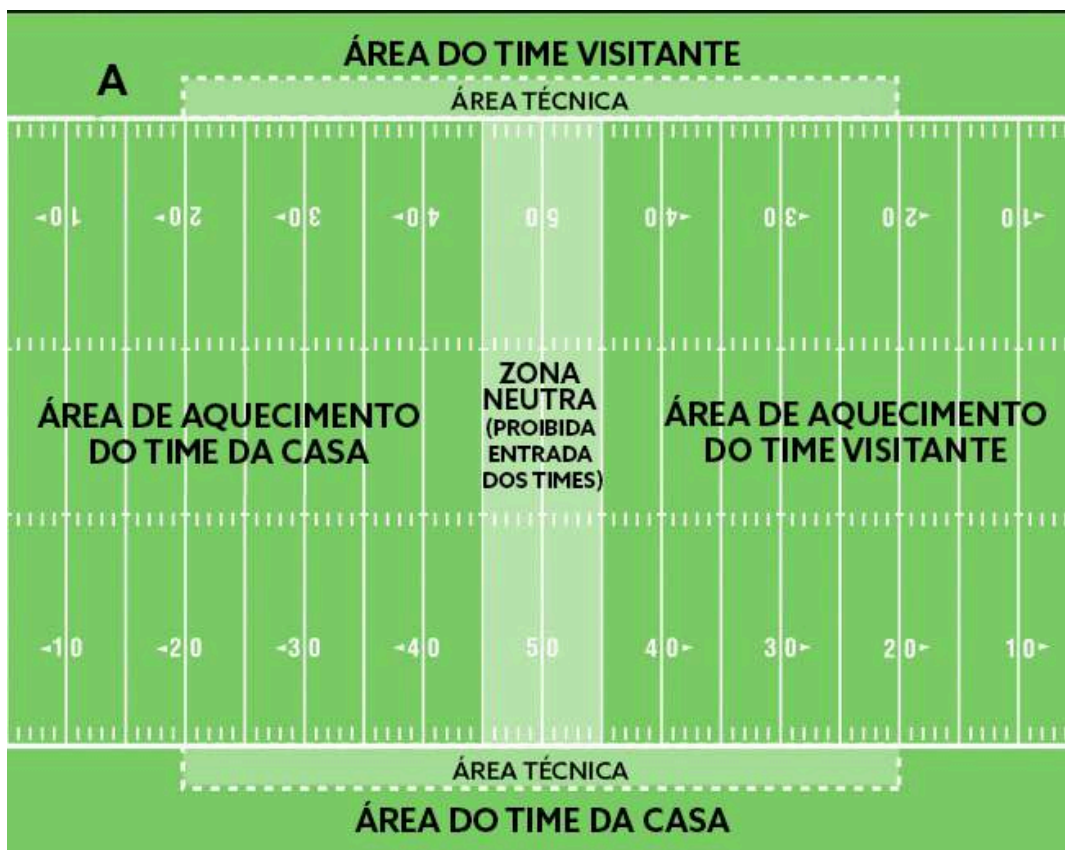 A
ÁREA DO TIME VISITANTE
ÁREA TÉCNICA
◄10 ◄20 ◄30 ◄40 50 40► 30► 20► 10►
ÁREA DE AQUECIMENTO
DO TIME DA CASA
ZONA
NEUTRA
(PROIBIDA
ENTRADA
DOS TIMES)
ÁREA DE AQUECIMENTO
DO TIME VISITANTE
◄10 ◄20 ◄30 ◄40 50 40► 30► 20► 10►
ÁREA TÉCNICA
ÁREA DO TIME DA CASA